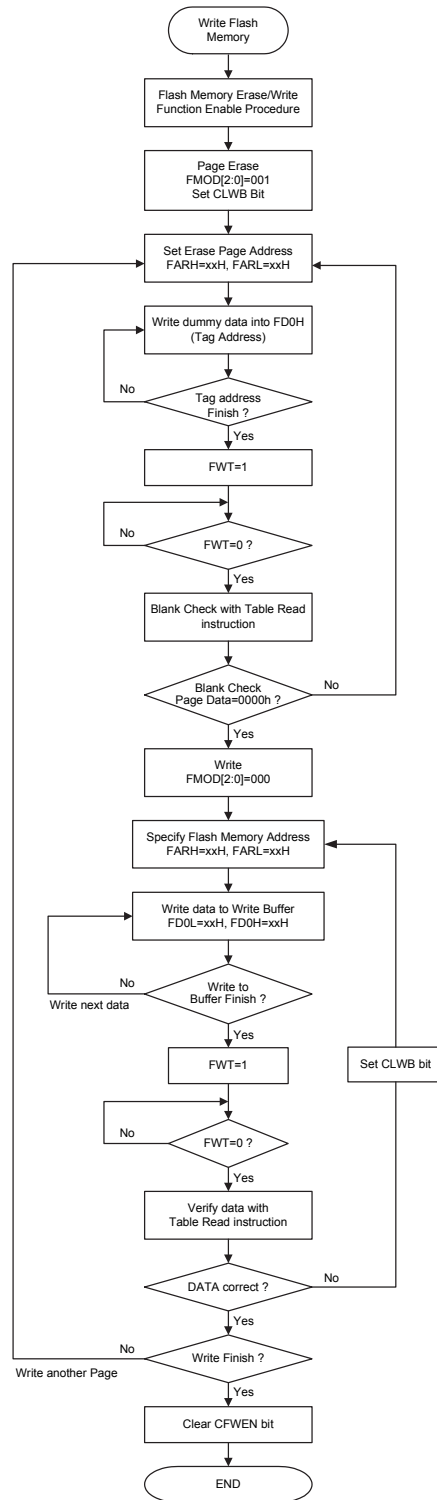 Write Flash
Memory
Flash Memory Erase/Write
Function Enable Procedure
Page Erase
FMOD[2:0]=001
Set CLWB Bit
Set Erase Page Address
FARH=xxH, FARL=xxH
Write dummy data into FD0H
(Tag Address)
No
Tag address
Finish ?
Yes
FWT=1
No
FWT=0 ?
Yes
Blank Check with Table Read
instruction
Blank Check
Page Data=0000h ?
No
Yes
Write
FMOD[2:0]=000
Specify Flash Memory Address
FARH=xxH, FARL=xxH
Write data to Write Buffer
FD0L=xxH, FD0H=xxH
No
Write next data
Write to
Buffer Finish ?
Yes
FWT=1
Set CLWB bit
No
FWT=0 ?
Yes
Verify data with
Table Read instruction
DATA correct ?
No
Yes
No
Write another Page
Write Finish ?
Yes
Clear CFWEN bit
END